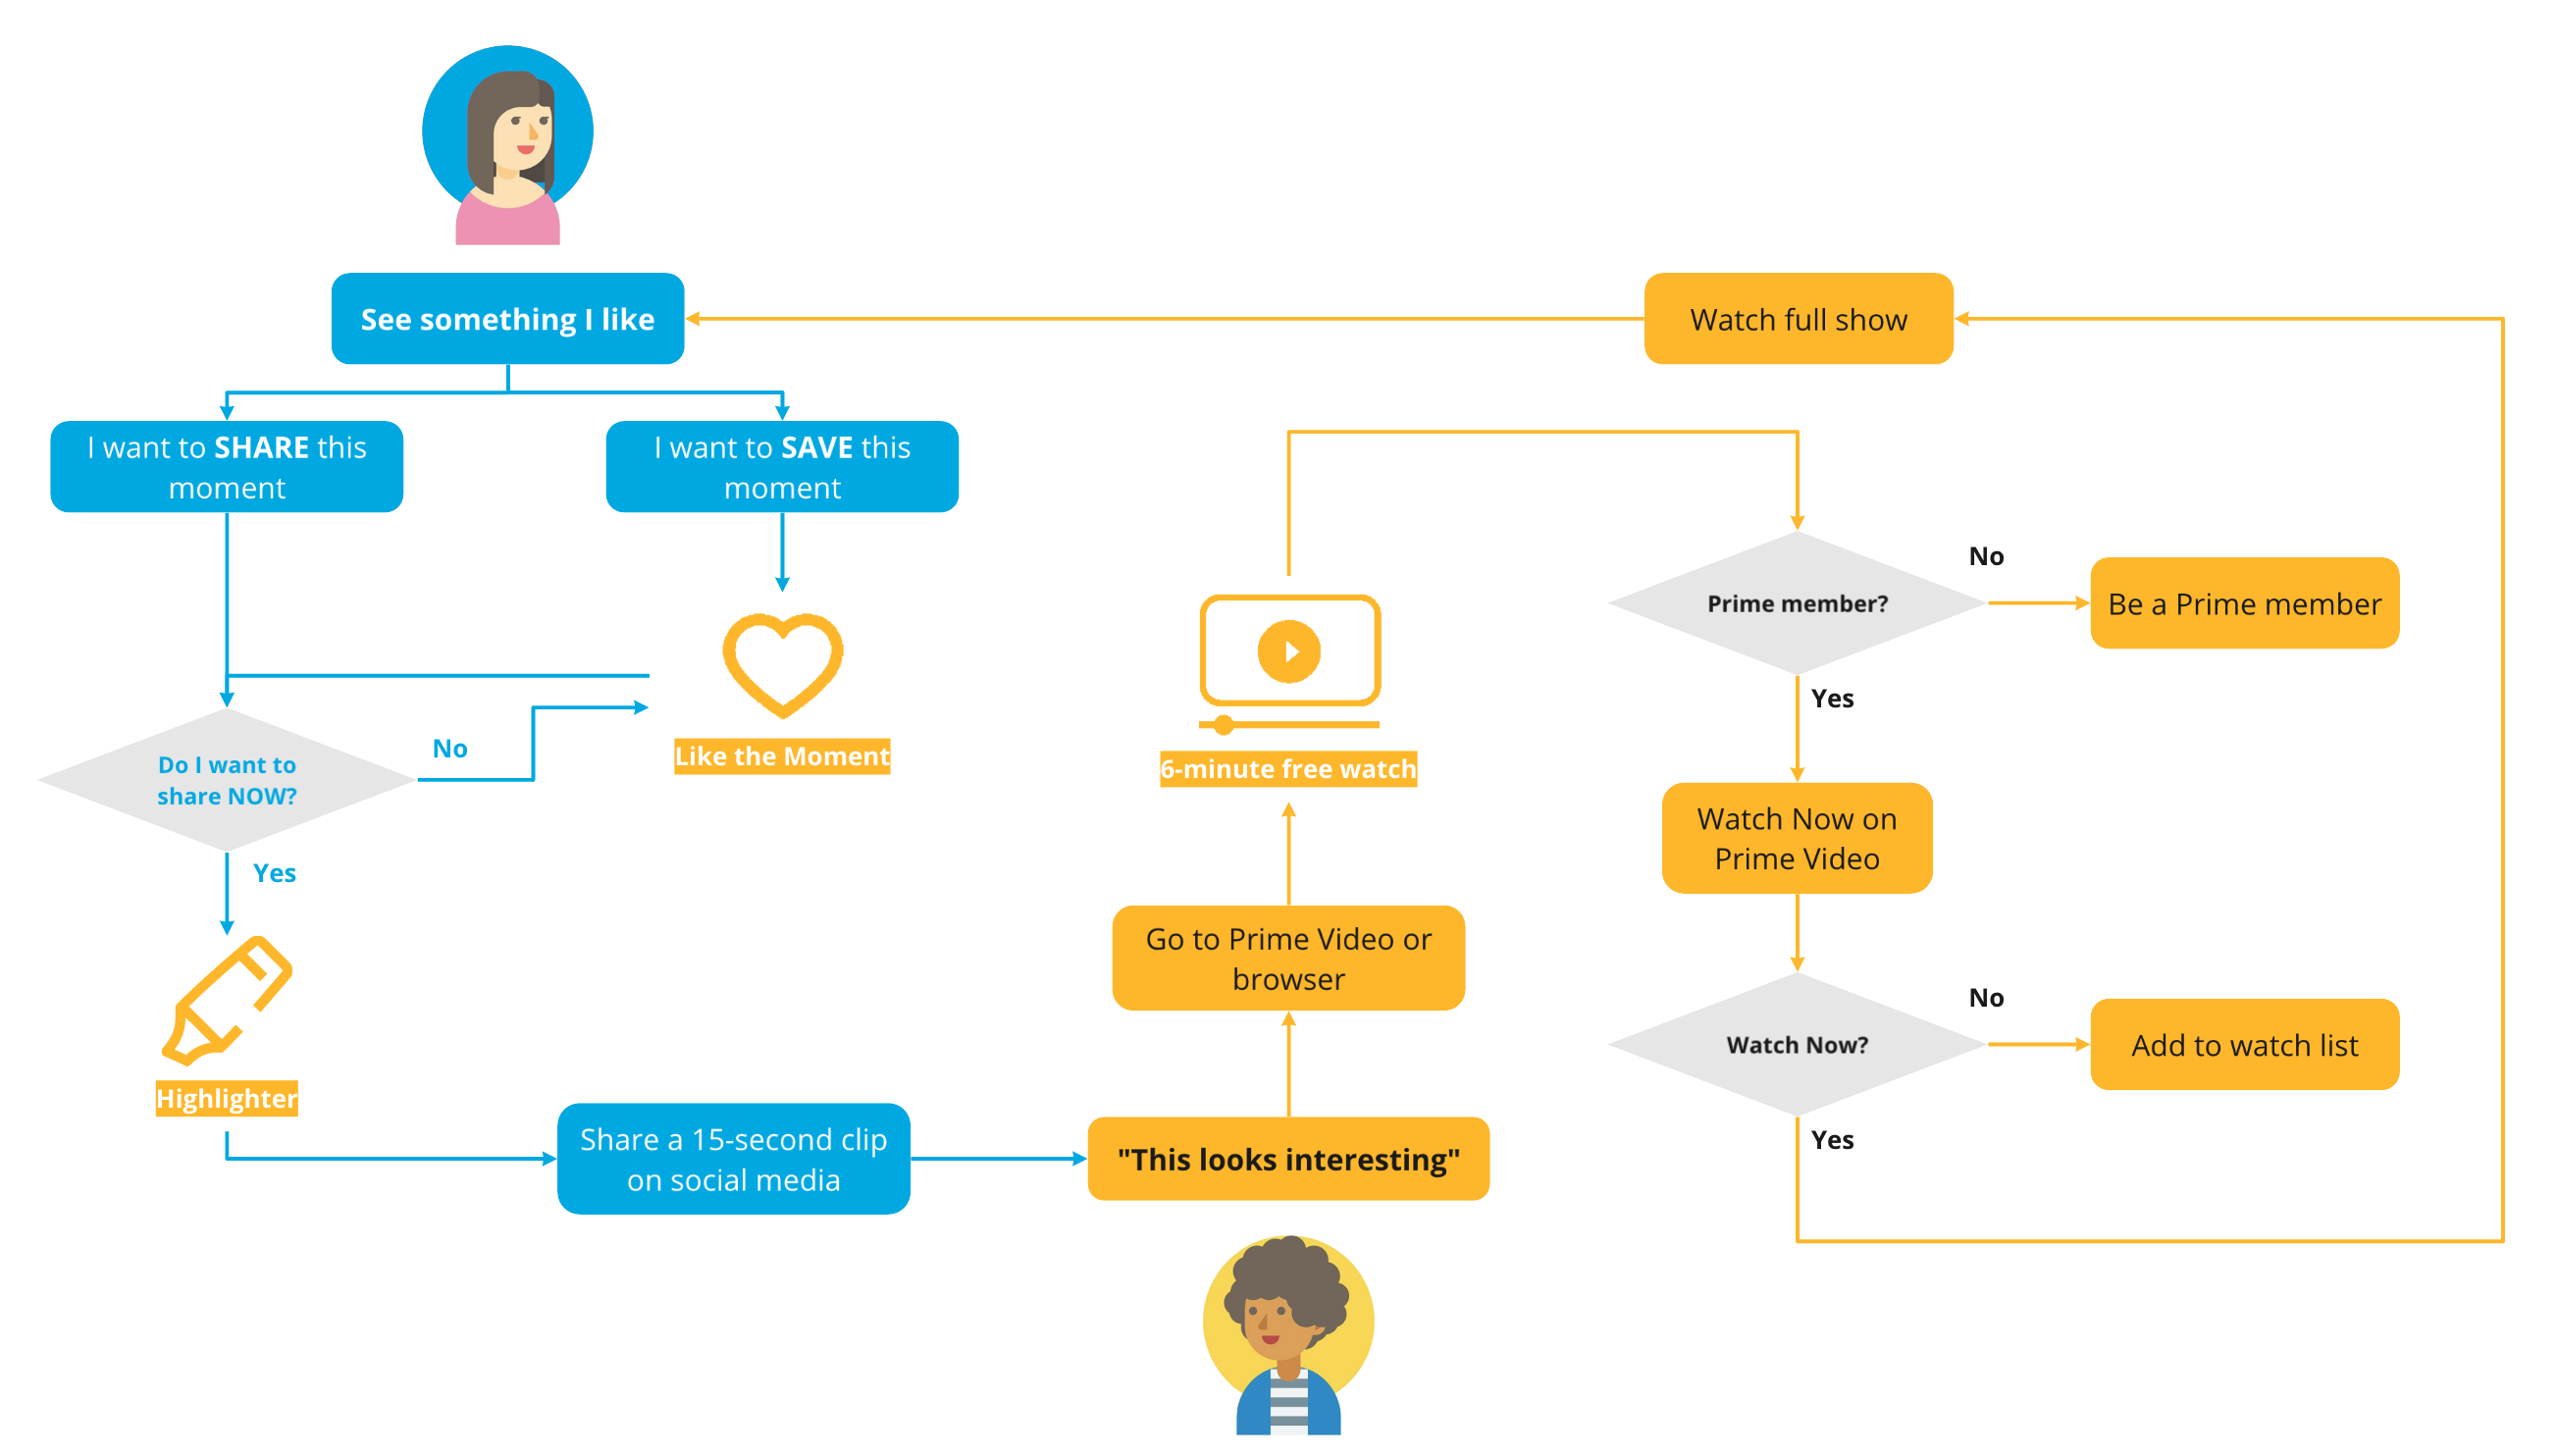 See something I like
Watch full show
I want to SHARE this
moment
I want to SAVE this
moment
Do I want to
share NOW?
No
Yes
Like the Moment
Highlighter
Share a 15-second clip
on social media
"This looks interesting"
Go to Prime Video or
browser
6-minute free watch
Prime member?
No
Be a Prime member
Yes
Watch Now on
Prime Video
Watch Now?
No
Add to watch list
Yes